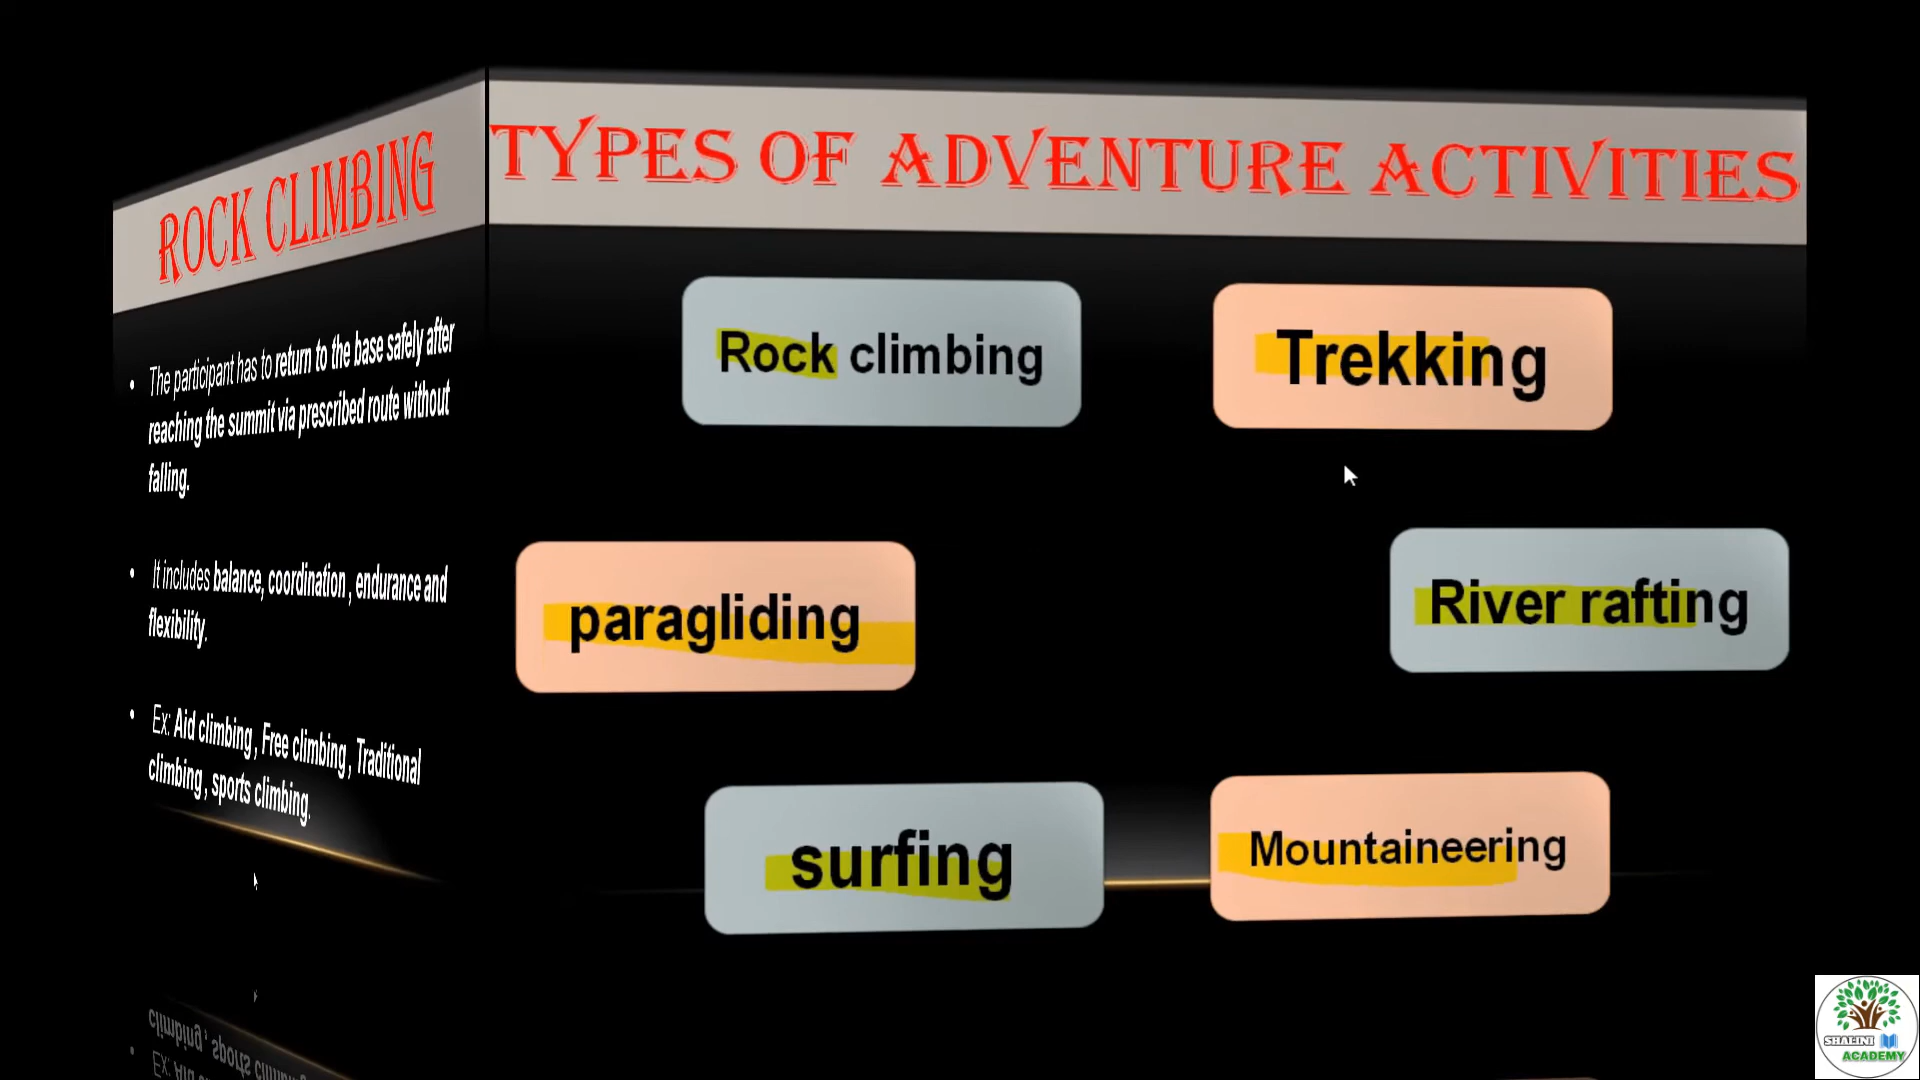 ROCK CLIMBING
• The participant has to return to the base safely after
reaching the summit via prescribed route without
falling.
• It includes balance, coordination , endurance and
flexibility.
• Ex: Aid climbing , Free climbing , Traditional
climbing , sports climbing.
TYPES OF ADVENTURE ACTIVITIES
Rock climbing
Trekking
paragliding
River rafting
surfing
Mountaineering
SHALINI
ACADEMY